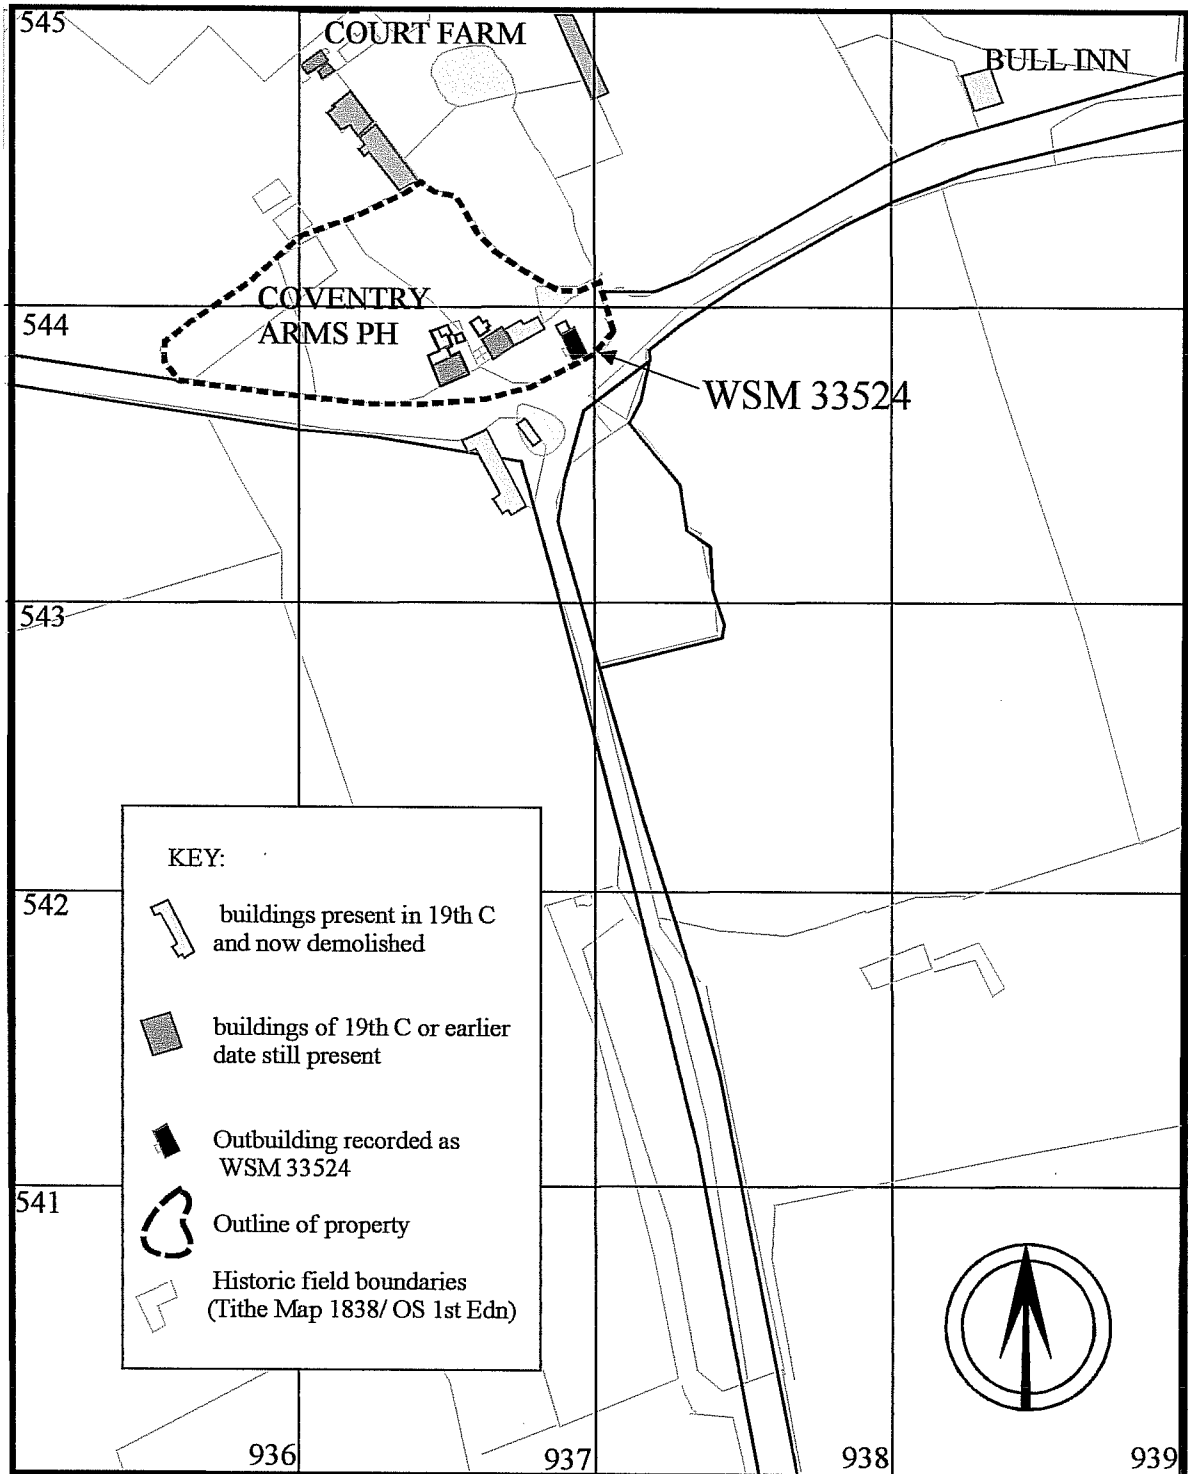 545
COURT FARM
BULL INN
COVENTRY
ARMS PH
544
WSM 33524
543
KEY:
buildings present in 19th C
and now demolished
542
buildings of 19th C or earlier
date still present
Outbuilding recorded as
WSM 33524
541
Outline of property
Historic field boundaries
(Tithe Map 1838/ OS 1st Edn)
936
937
938
939